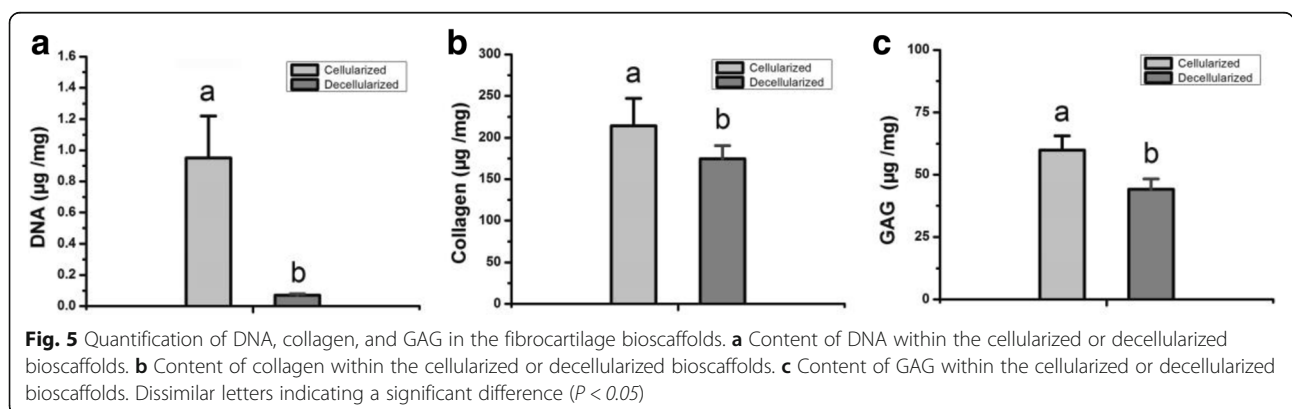 a
1.6
1.4
1.2
1.0
0.8
0.6
0.4
0.2
0.0
DNA (µg /mg)
Cellularized
Decellularized
a
b
b
300
250
200
150
100
50
0
Collagen (µg /mg)
Cellularized
Decellularized
a
b
c
100
75
50
25
0
GAG (µg /mg)
Cellularized
Decellularized
a
b
Fig. 5 Quantification of DNA, collagen, and GAG in the fibrocartilage bioscaffolds. a Content of DNA within the cellularized or decellularized
bioscaffolds. b Content of collagen within the cellularized or decellularized bioscaffolds. c Content of GAG within the cellularized or decellularized
bioscaffolds. Dissimilar letters indicating a significant difference (P < 0.05)